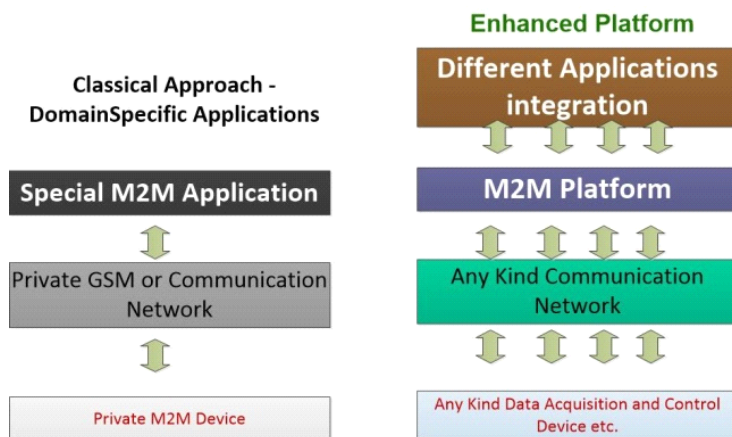 Classical Approach -
DomainSpecific Applications
Special M2M Application
Private GSM or Communication
Network
Private M2M Device
Enhanced Platform
Different Applications
integration
M2M Platform
Any Kind Communication
Network
Any Kind Data Acquisition and Control
Device etc.